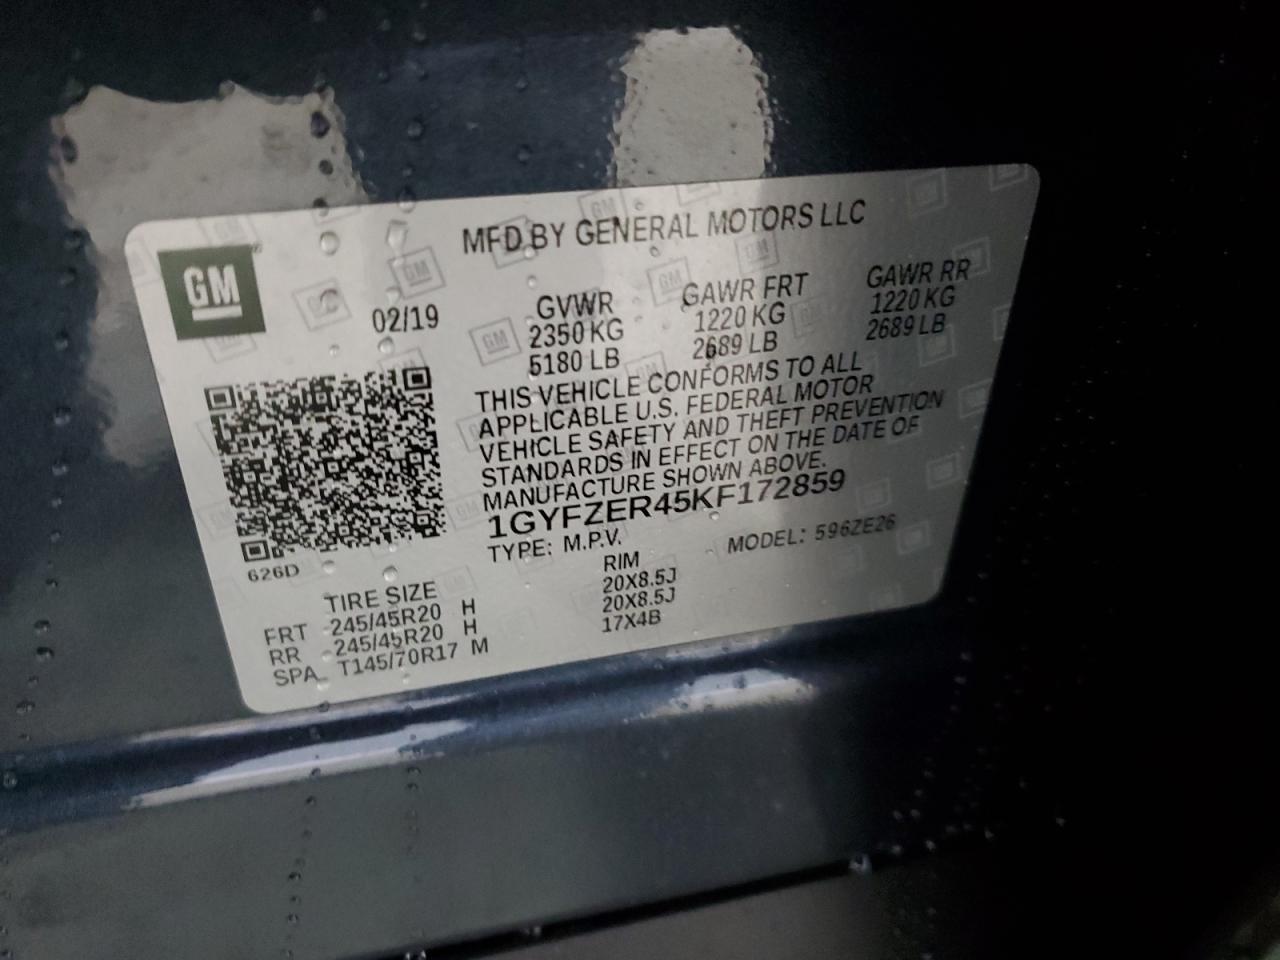 MFD BY GENERAL MOTORS LLC
GM
02/19
GVWR GAWR FRT GAWR RR
2350 KG 1220 KG 1220 KG
5180 LB 2689 LB 2689 LB
THIS VEHICLE CONFORMS TO ALL
APPLICABLE U.S. FEDERAL MOTOR
VEHICLE SAFETY AND THEFT PREVENTION
STANDARDS IN EFFECT ON THE DATE OF
MANUFACTURE SHOWN ABOVE.
1GYFZER45KF172859
TYPE: M.P.V. MODEL: 596ZE26
626D
TIRE SIZE RIM
FRT 245/45R20 H 20X8.5J
RR 245/45R20 H 20X8.5J
SPA T145/70R17 M 17X4B